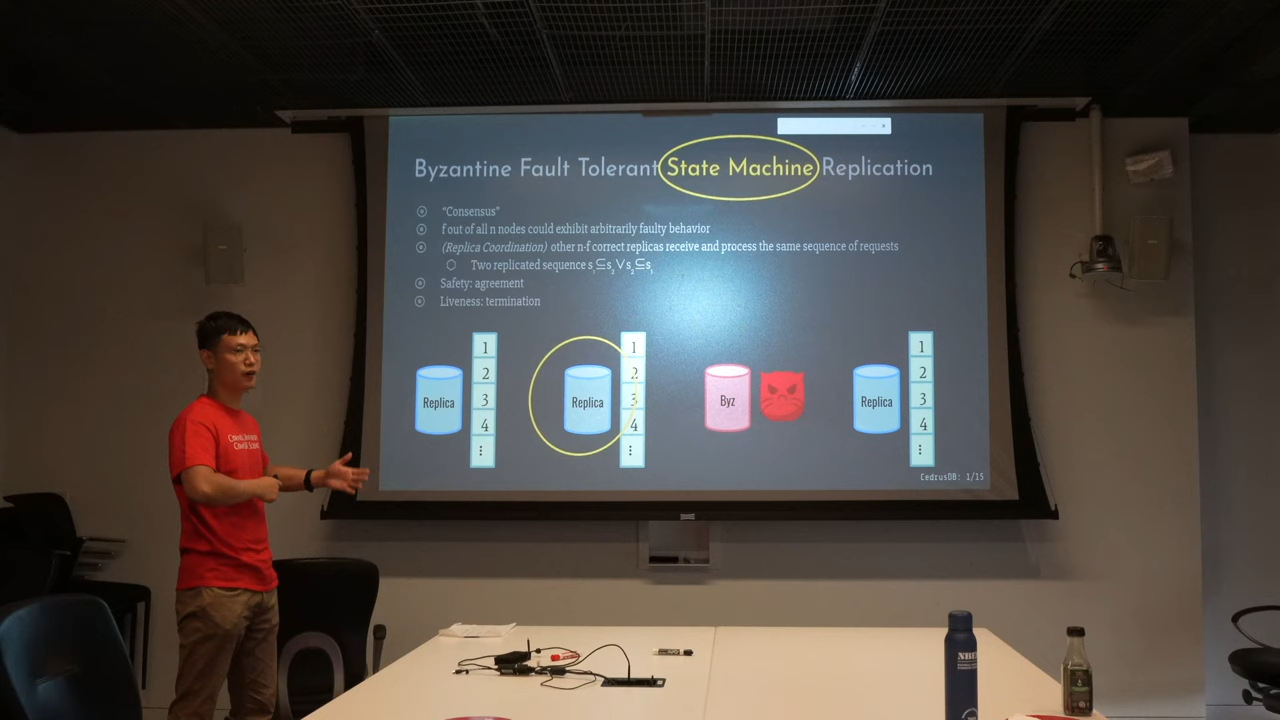 Byzantine Fault Tolerant State Machine Replication
"Consensus"
f out of all n nodes could exhibit arbitrarily faulty behavior
(Replica Coordination) other n-f correct replicas receive and process the same sequence of requests
Two replicated sequence s₁⊆s₂∨s₂⊆s₁
Safety: agreement
Liveness: termination
Replica
1
2
3
4
⋮
Replica
1
2
3
4
⋮
Byz
Replica
1
2
3
4
⋮
CedrusDB: 1/15